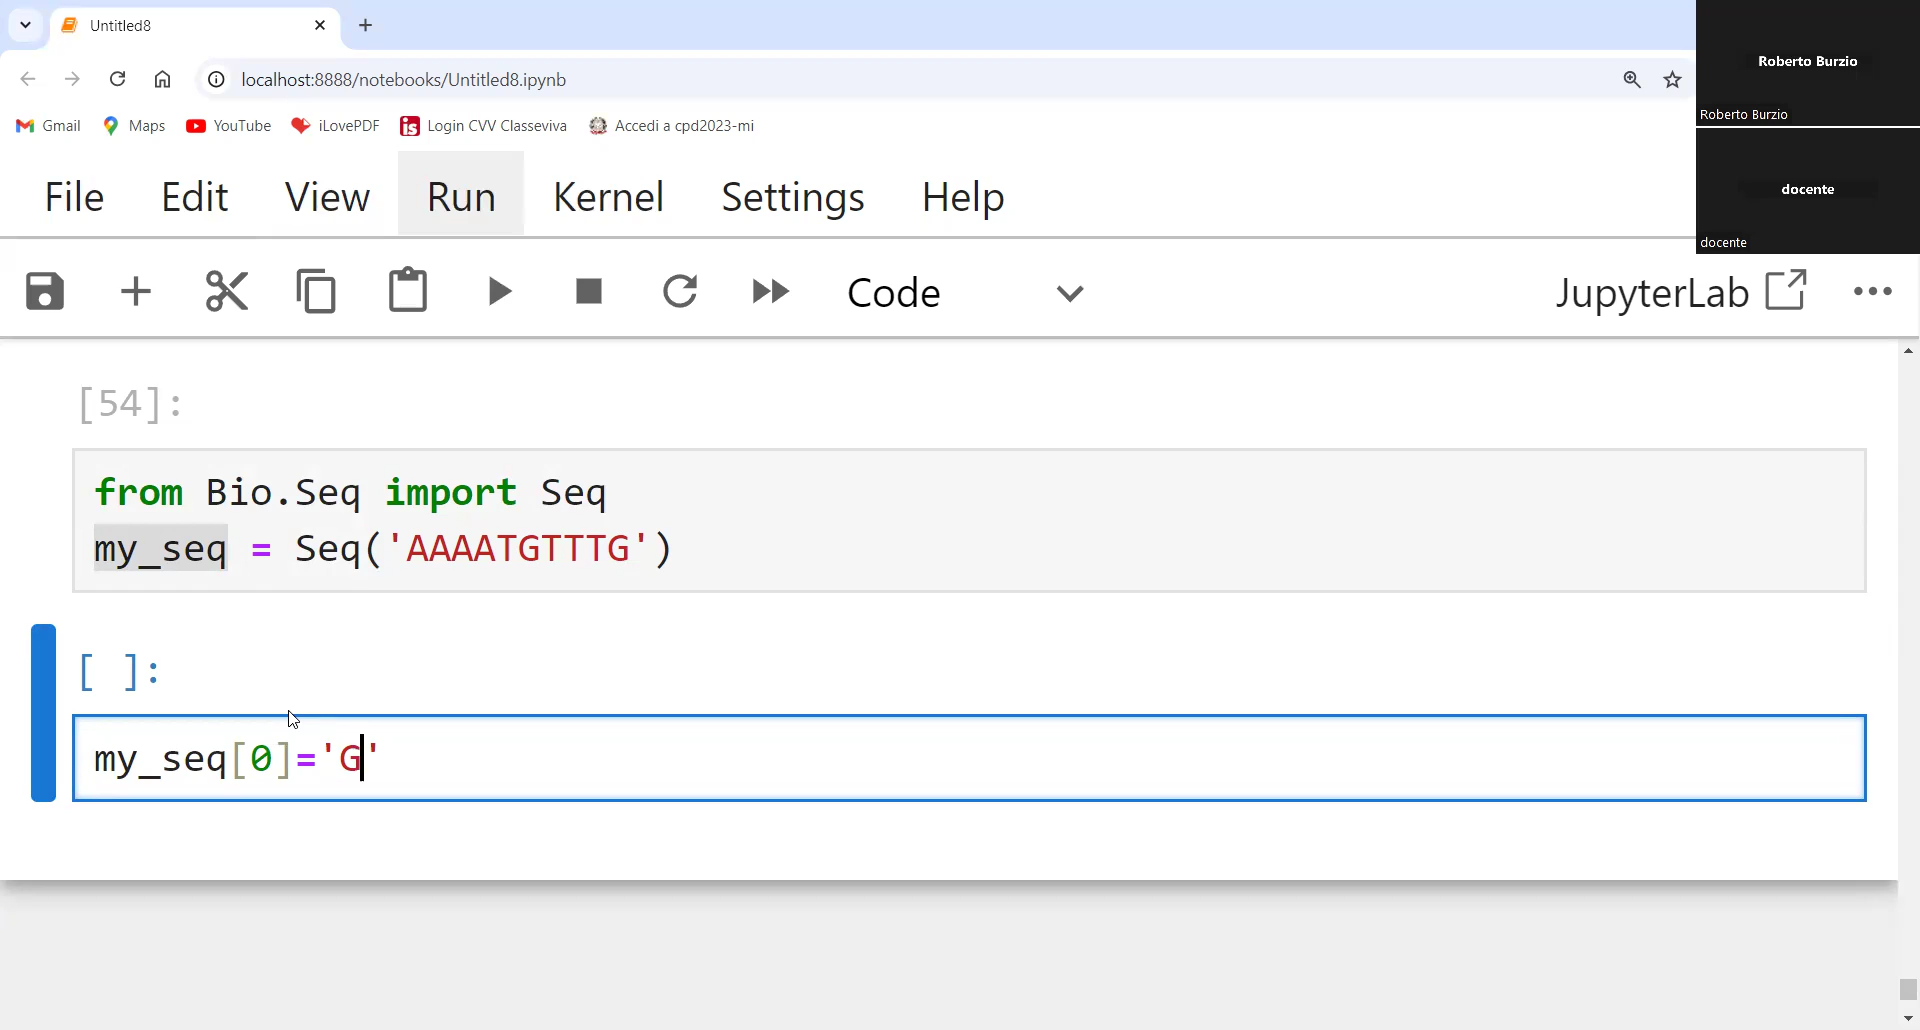 Untitled8
localhost:8888/notebooks/Untitled8.ipynb
Gmail Maps YouTube iLovePDF Login CVV Classeviva Accedi a cpd2023-mi
Roberto Burzio
Roberto Burzio
docente
docente
File Edit View Run Kernel Settings Help
Code JupyterLab
[54]:
from Bio.Seq import Seq
my_seq = Seq('AAAATGTTTG')
[ ]:
my_seq[0]='G'